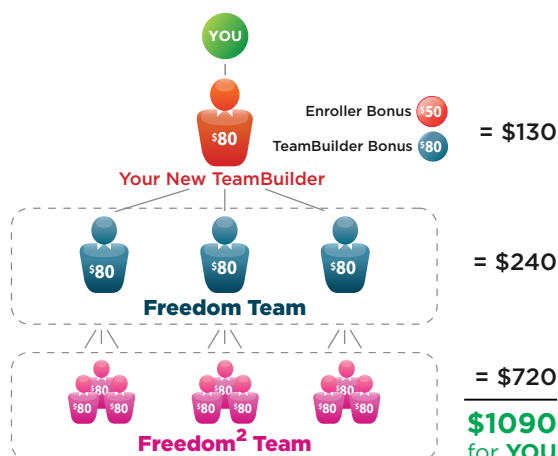 YOU
$80
Enroller Bonus $50
TeamBuilder Bonus $80
= $130
Your New TeamBuilder
$80 $80 $80
= $240
Freedom Team
$80 $80 $80
$80 $80 $80 $80 $80 $80
= $720
$1090
Freedom² Team
for YOU